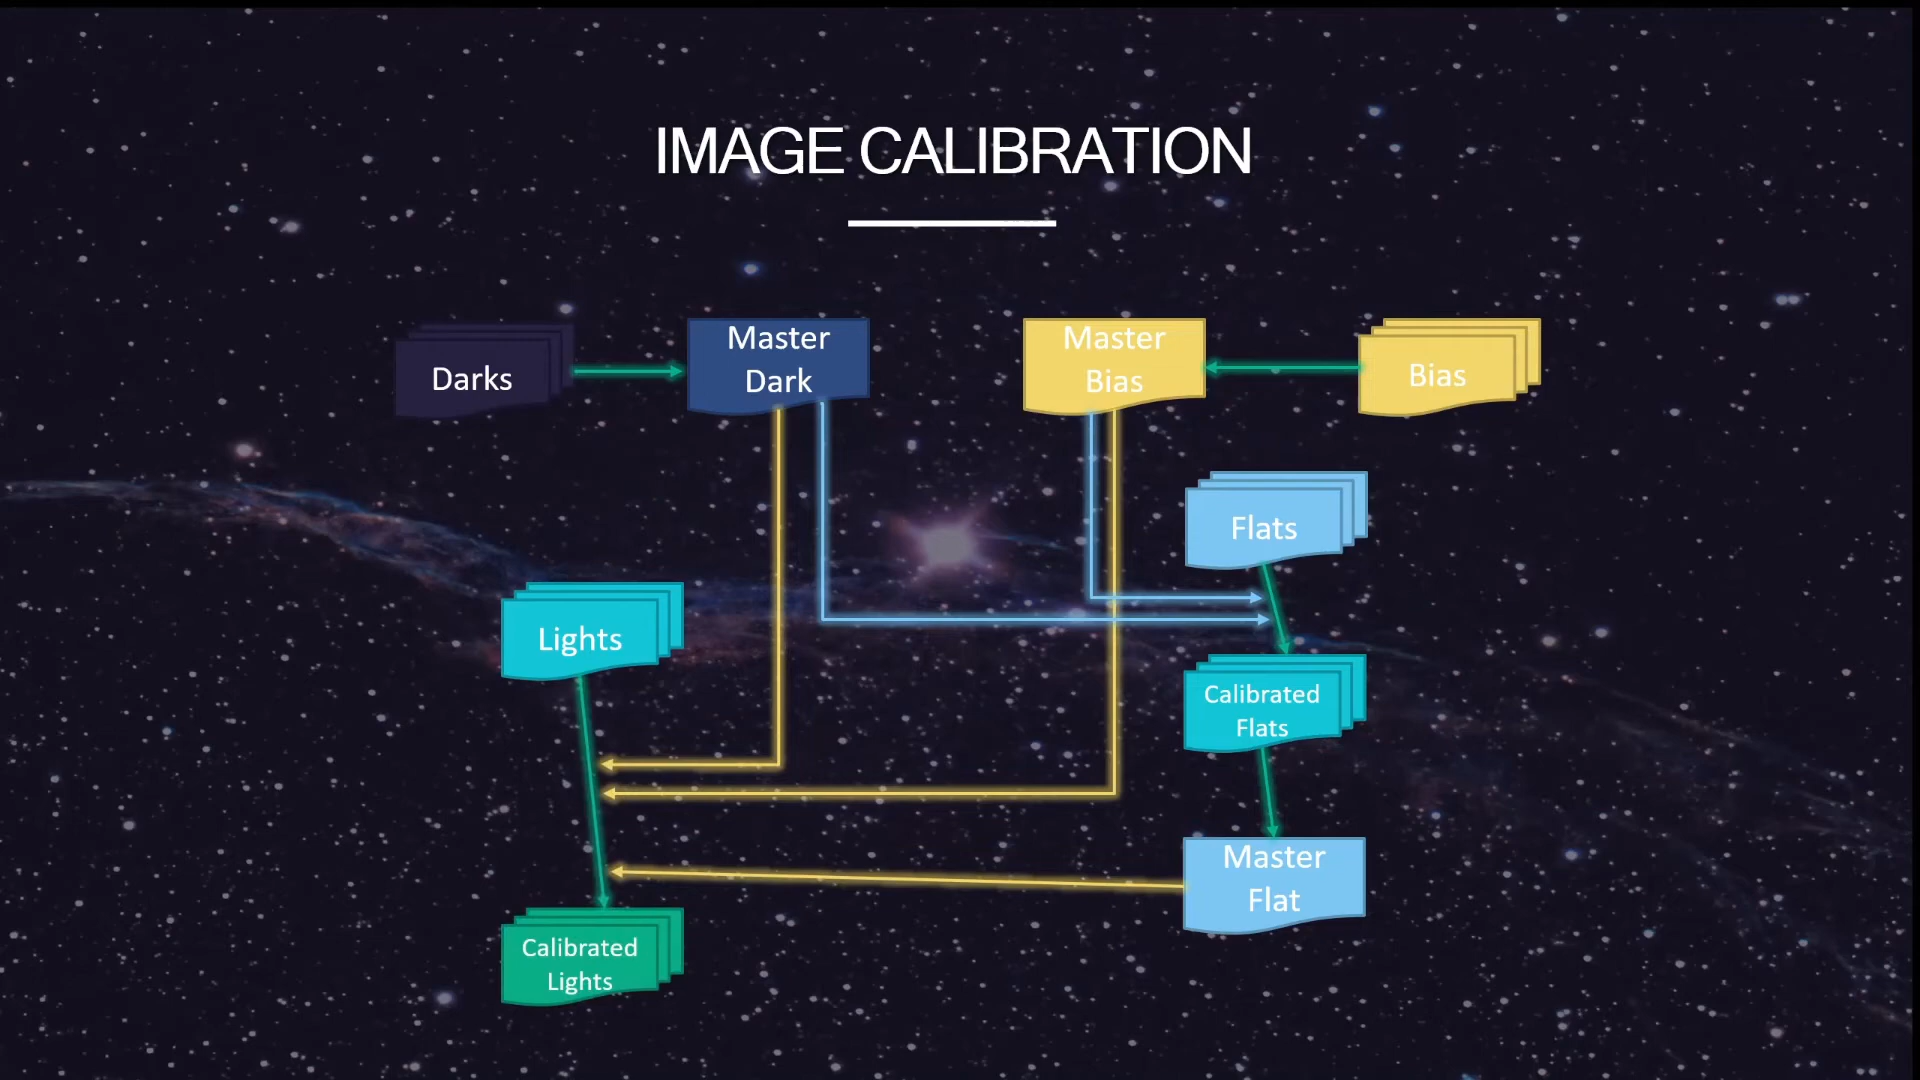 IMAGE CALIBRATION
Darks
Master
Dark
Master
Bias
Bias
Flats
Lights
Calibrated
Flats
Master
Flat
Calibrated
Lights